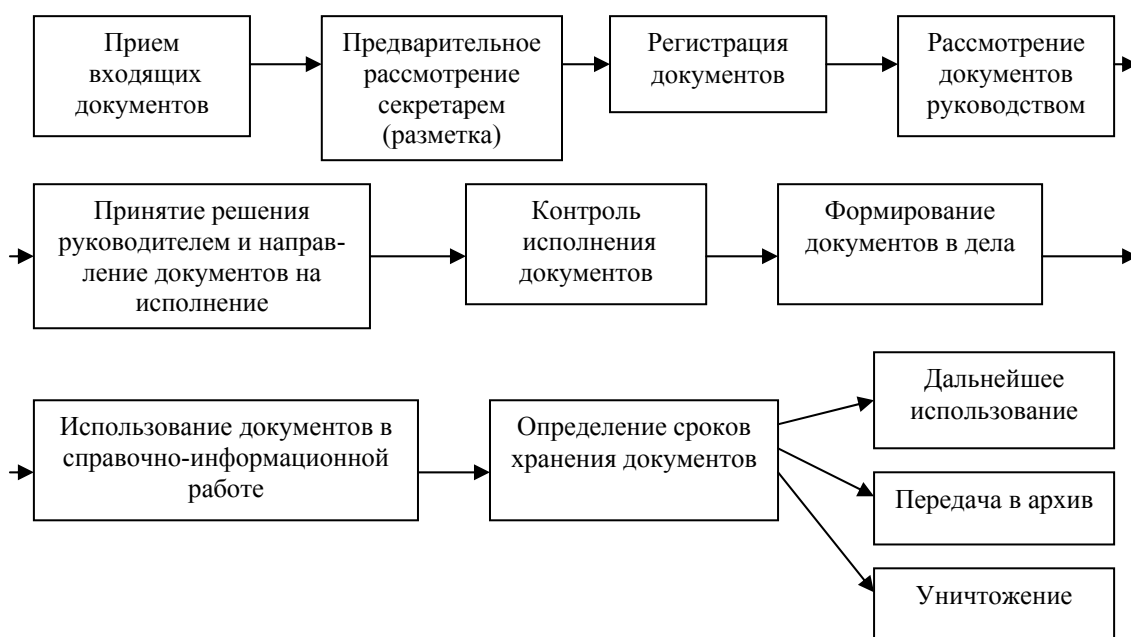 Прием
входящих
документов
Предварительное
рассмотрение
секретарем
(разметка)
Регистрация
документов
Рассмотрение
документов
руководством
Принятие решения
руководителем и направ-
ление документов на
исполнение
Контроль
исполнения
документов
Формирование
документов в дела
Использование документов в
справочно-информационной
работе
Определение сроков
хранения документов
Дальнейшее
использование
Передача в архив
Уничтожение